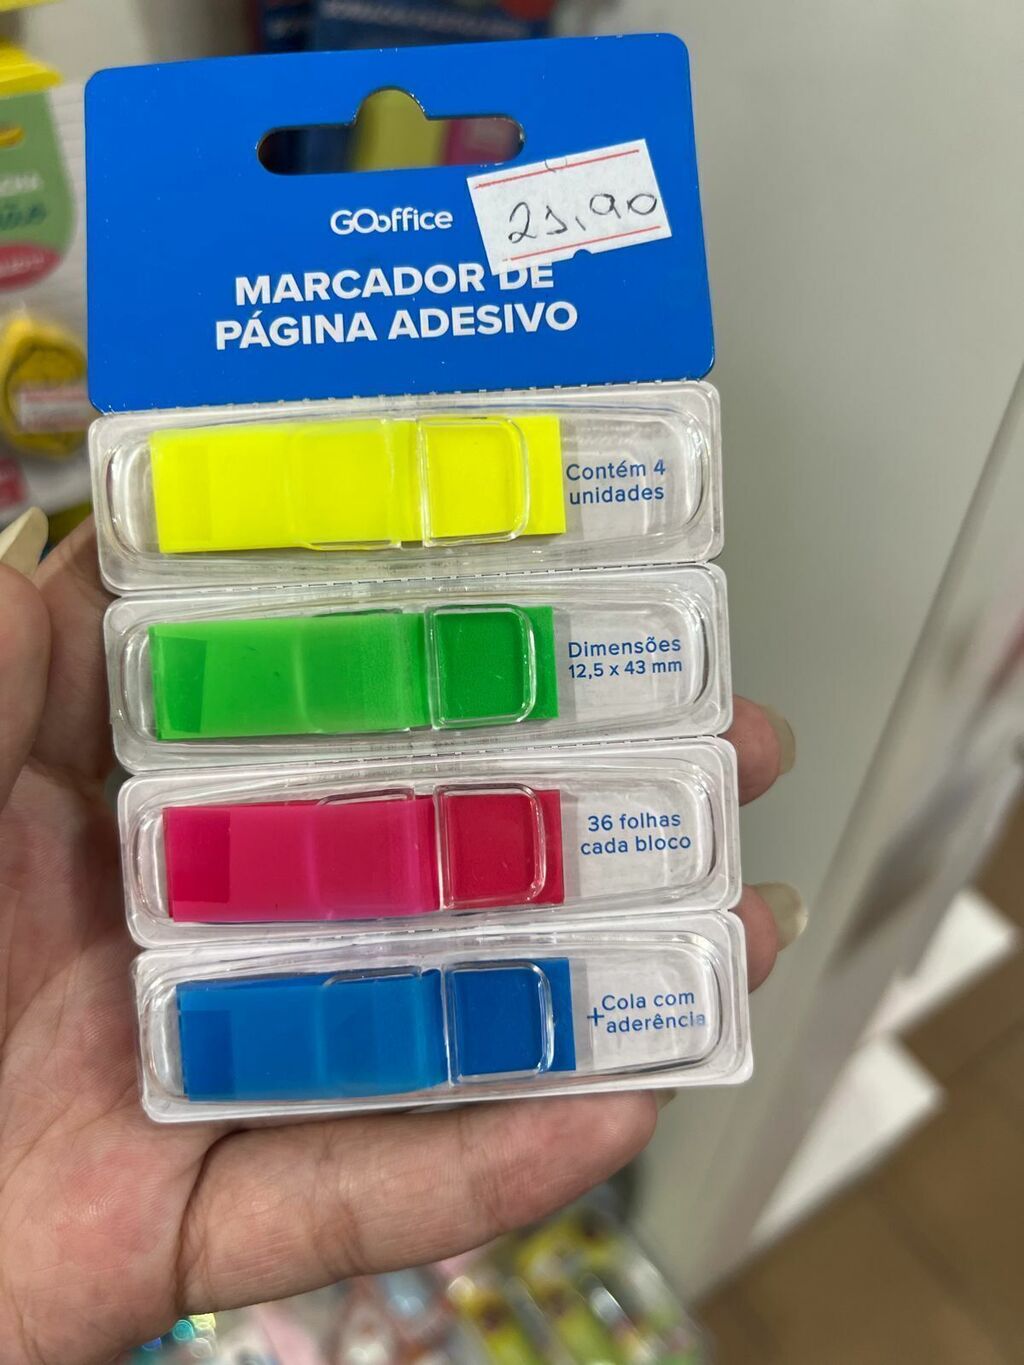 GOoffice
21,90
MARCADOR DE
PÁGINA ADESIVO
Contém 4
unidades
Dimensões
12,5 x 43 mm
36 folhas
cada bloco
+Cola com
aderência